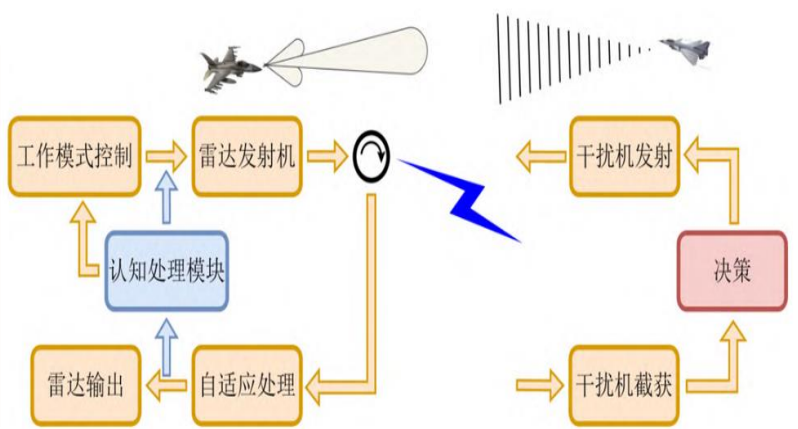 工作模式控制
雷达发射机
干扰机发射
认知处理模块
决策
雷达输出
自适应处理
干扰机截获